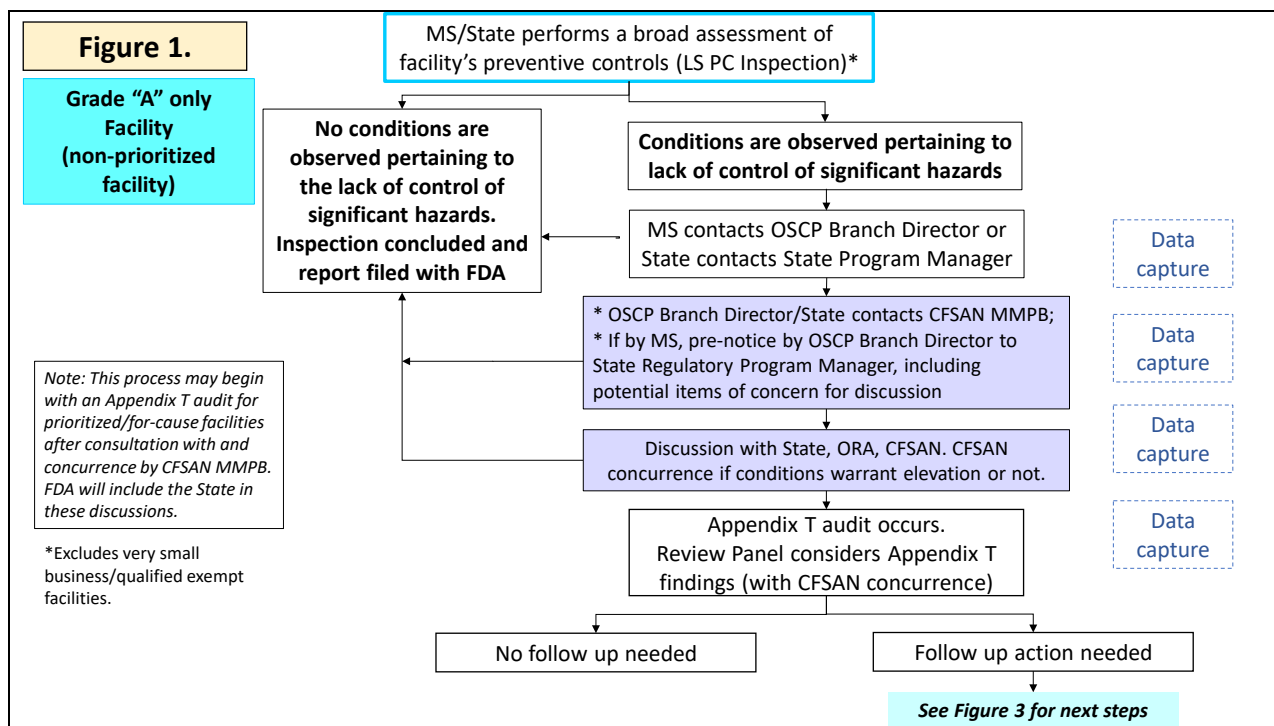 Figure 1.
Grade “A” only
Facility
(non-prioritized
facility)
MS/State performs a broad assessment of
facility’s preventive controls (LS PC Inspection)*
No conditions are
observed pertaining to
the lack of control of
significant hazards.
Inspection concluded and
report filed with FDA
Conditions are observed pertaining to
lack of control of significant hazards
MS contacts OSCP Branch Director or
State contacts State Program Manager
Data
capture
* OSCP Branch Director/State contacts CFSAN MMPB;
* If by MS, pre-notice by OSCP Branch Director to
State Regulatory Program Manager, including
potential items of concern for discussion
Data
capture
Note: This process may begin
with an Appendix T audit for
prioritized/for-cause facilities
after consultation with and
concurrence by CFSAN MMPB.
FDA will include the State in
these discussions.
Discussion with State, ORA, CFSAN. CFSAN
concurrence if conditions warrant elevation or not.
Data
capture
*Excludes very small
business/qualified exempt
facilities.
Appendix T audit occurs.
Review Panel considers Appendix T
findings (with CFSAN concurrence)
Data
capture
No follow up needed
Follow up action needed
See Figure 3 for next steps